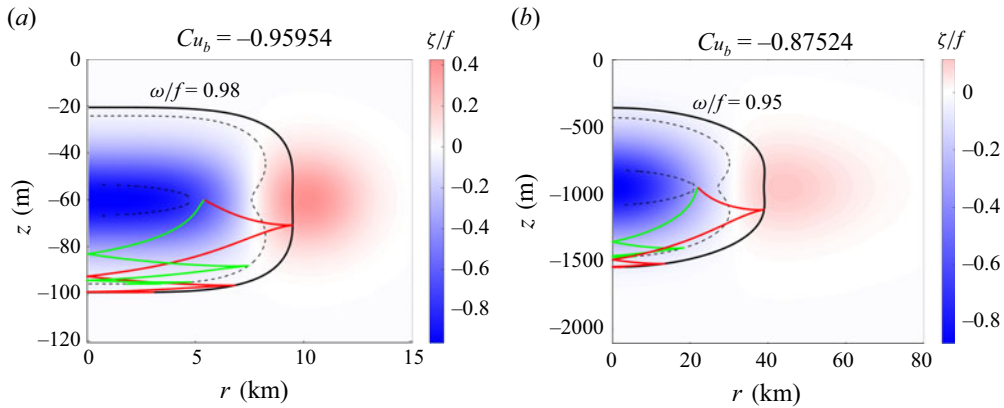 (a)
Cu_b = –0.95954
ζ/f
ω/f = 0.98
0
–20
–40
–60
–80
–100
–120
z (m)
0 5 10 15
r (km)
0.4
0.2
0
–0.2
–0.4
–0.6
–0.8
(b)
Cu_b = –0.87524
ζ/f
ω/f = 0.95
0
–500
–1000
–1500
–2000
z (m)
0 20 40 60 80
r (km)
0
–0.2
–0.4
–0.6
–0.8